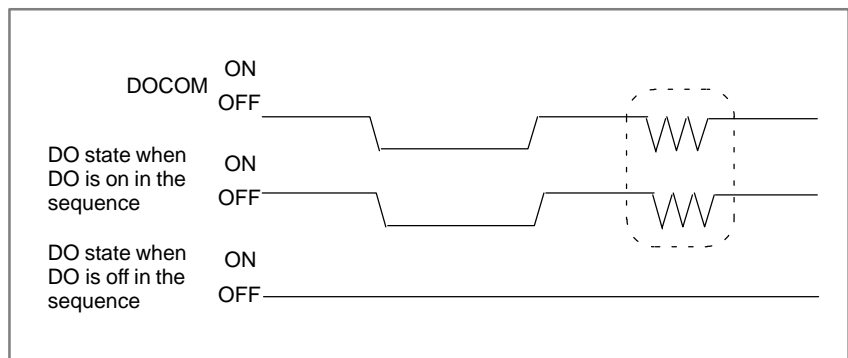 DOCOM
ON
OFF
DO state when
DO is on in the
sequence
ON
OFF
DO state when
DO is off in the
sequence
ON
OFF